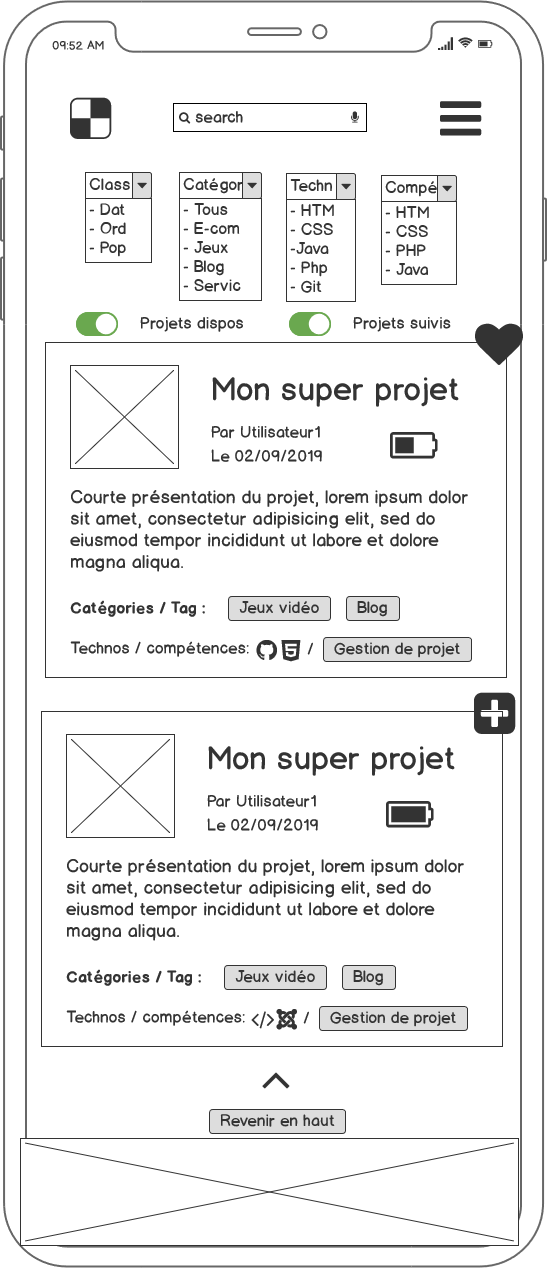 09:52 AM
search
Class
- Dat
- Ord
- Pop
Catégor
- Tous
- E-com
- Jeux
- Blog
- Servic
Techn
- HTM
- CSS
-Java
- Php
- Git
Compé
- HTM
- CSS
- PHP
- Java
Projets dispos
Projets suivis
Mon super projet
Par Utilisateur1
Le 02/09/2019
Courte présentation du projet, lorem ipsum dolor
sit amet, consectetur adipisicing elit, sed do
eiusmod tempor incididunt ut labore et dolore
magna aliqua.
Catégories / Tag : Jeux vidéo Blog
Technos / compétences: 5 / Gestion de projet
Mon super projet
Par Utilisateur1
Le 02/09/2019
Courte présentation du projet, lorem ipsum dolor
sit amet, consectetur adipisicing elit, sed do
eiusmod tempor incididunt ut labore et dolore
magna aliqua.
Catégories / Tag : Jeux vidéo Blog
Technos / compétences: </> / Gestion de projet
Revenir en haut